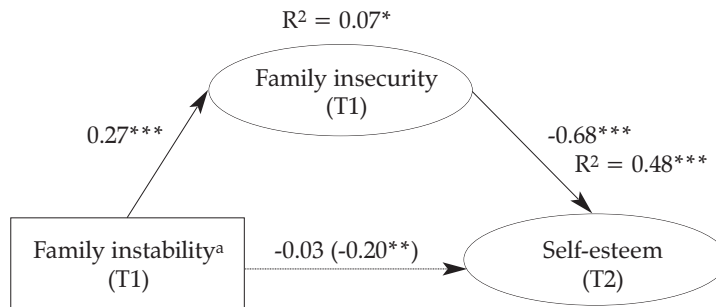 R² = 0.07*
Family insecurity
(T1)
0.27***
-0.68***
R² = 0.48***
Family instabilityᵃ
(T1)
-0.03 (-0.20**)
Self-esteem
(T2)